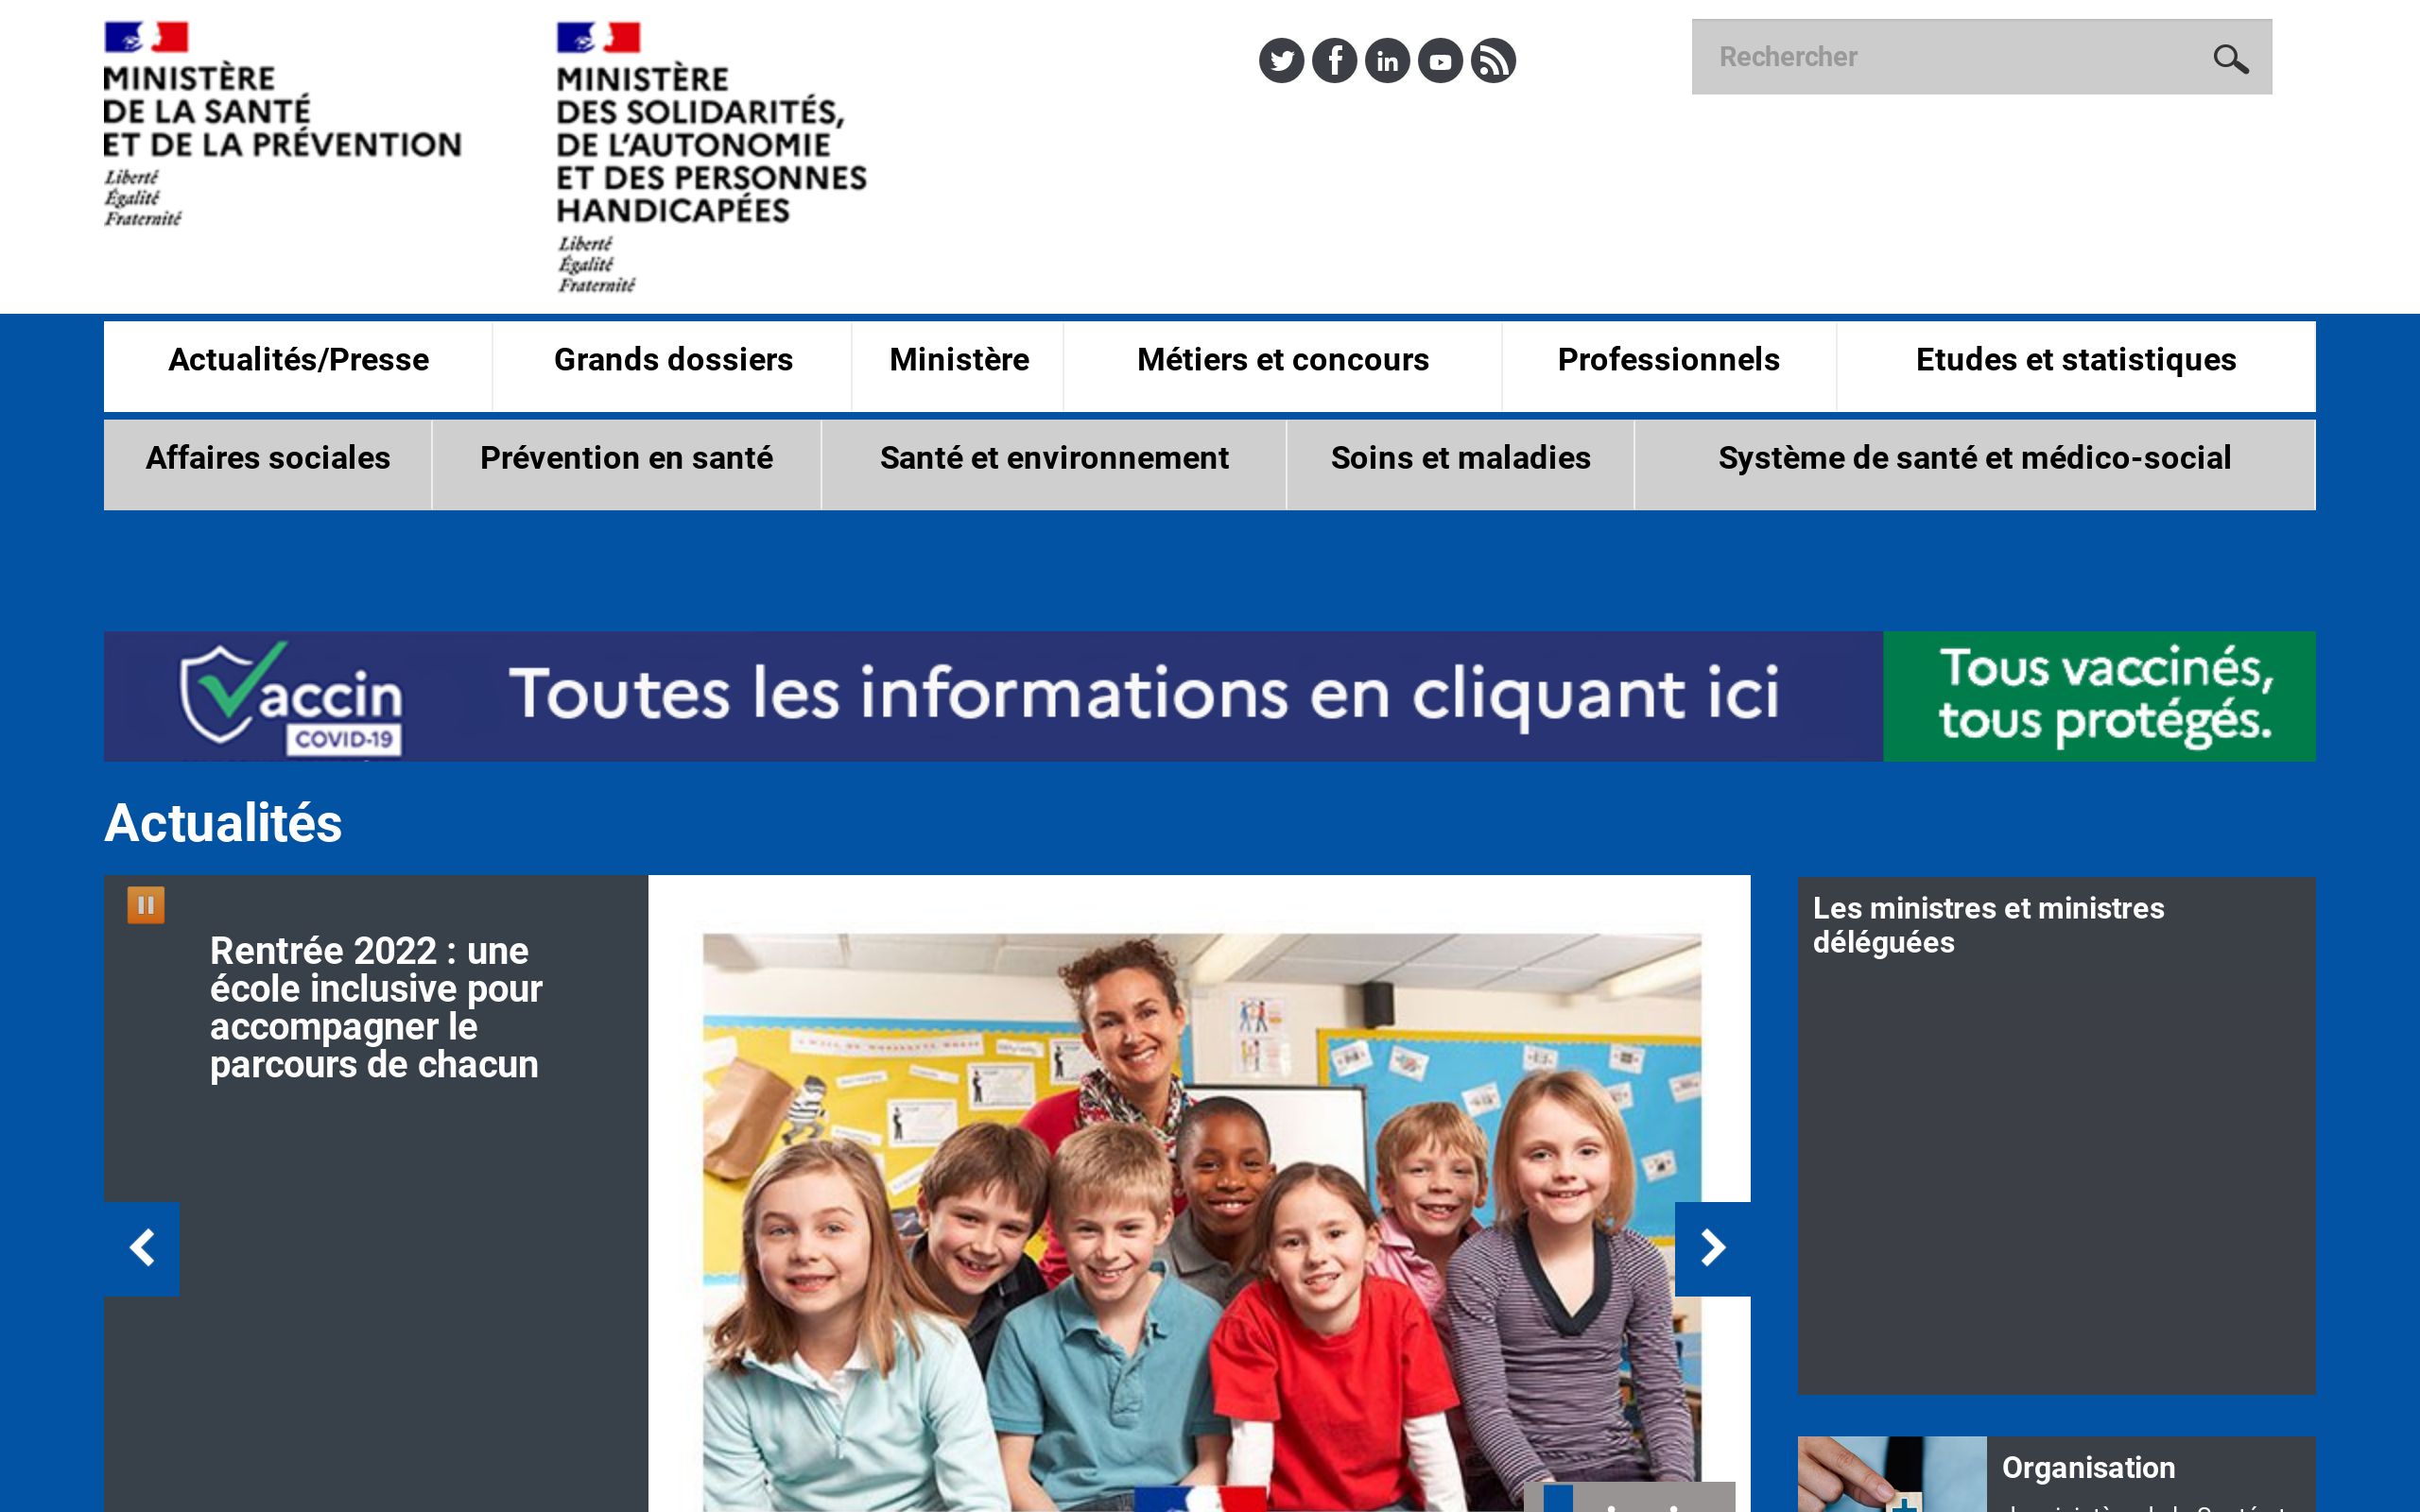 MINISTÈRE
DE LA SANTÉ
ET DE LA PRÉVENTION
Liberté
Égalité
Fraternité
MINISTÈRE
DES SOLIDARITÉS,
DE L'AUTONOMIE
ET DES PERSONNES
HANDICAPÉES
Liberté
Égalité
Fraternité
Rechercher
Actualités/Presse
Grands dossiers
Ministère
Métiers et concours
Professionnels
Etudes et statistiques
Affaires sociales
Prévention en santé
Santé et environnement
Soins et maladies
Système de santé et médico-social
Vaccin
COVID-19
Toutes les informations en cliquant ici
Tous vaccinés,
tous protégés.
Actualités
Rentrée 2022 : une
école inclusive pour
accompagner le
parcours de chacun
Les ministres et ministres
déléguées
Organisation